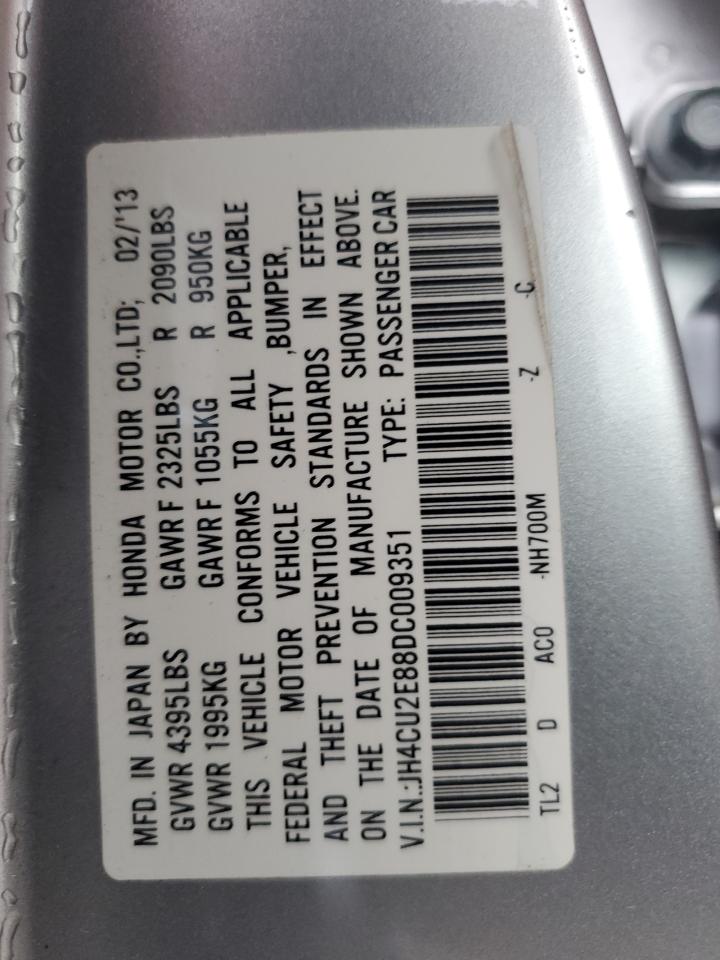 MFD. IN JAPAN BY HONDA MOTOR CO.,LTD; 02/'13
GVWR 4395LBS GAWR F 2325LBS R 2090LBS
GVWR 1995KG GAWR F 1055KG R 950KG
THIS VEHICLE CONFORMS TO ALL APPLICABLE
FEDERAL MOTOR VEHICLE SAFETY ,BUMPER,
AND THEFT PREVENTION STANDARDS IN EFFECT
ON THE DATE OF MANUFACTURE SHOWN ABOVE.
V.I.N.:JH4CU2E88DC009351 TYPE: PASSENGER CAR
TL2 D AC0 -NH700M -Z -C